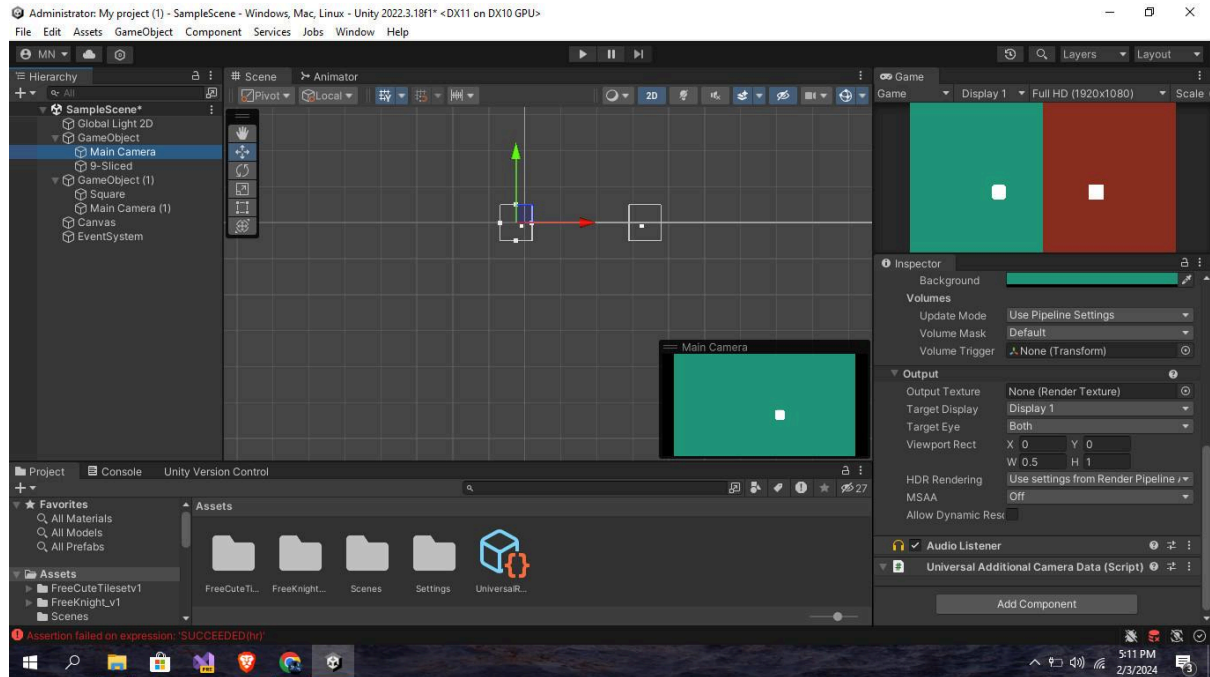 Administrator: My project (1) - SampleScene - Windows, Mac, Linux - Unity 2022.3.18f1* <DX11 on DX10 GPU>
File Edit Assets GameObject Component Services Jobs Window Help
MN
Layers
Layout
Hierarchy
All
SampleScene*
Global Light 2D
GameObject
Main Camera
9-Sliced
GameObject (1)
Square
Main Camera (1)
Canvas
EventSystem
Scene
Animator
Pivot
Local
2D
Main Camera
Game
Game
Display 1
Full HD (1920x1080)
Scale
Inspector
Background
Volumes
Update Mode Use Pipeline Settings
Volume Mask Default
Volume Trigger None (Transform)
Output
Output Texture None (Render Texture)
Target Display Display 1
Target Eye Both
Viewport Rect X 0 Y 0
W 0.5 H 1
HDR Rendering Use settings from Render Pipeline
MSAA Off
Allow Dynamic Reso
Audio Listener
Universal Additional Camera Data (Script)
Add Component
Project
Console
Unity Version Control
27
Favorites
All Materials
All Models
All Prefabs
Assets
FreeCuteTilesetv1
FreeKnight_v1
Scenes
Assets
FreeCuteTi...
FreeKnight...
Scenes
Settings
UniversalR...
Assertion failed on expression: 'SUCCEEDED(hr)'
5:11 PM
2/3/2024
3